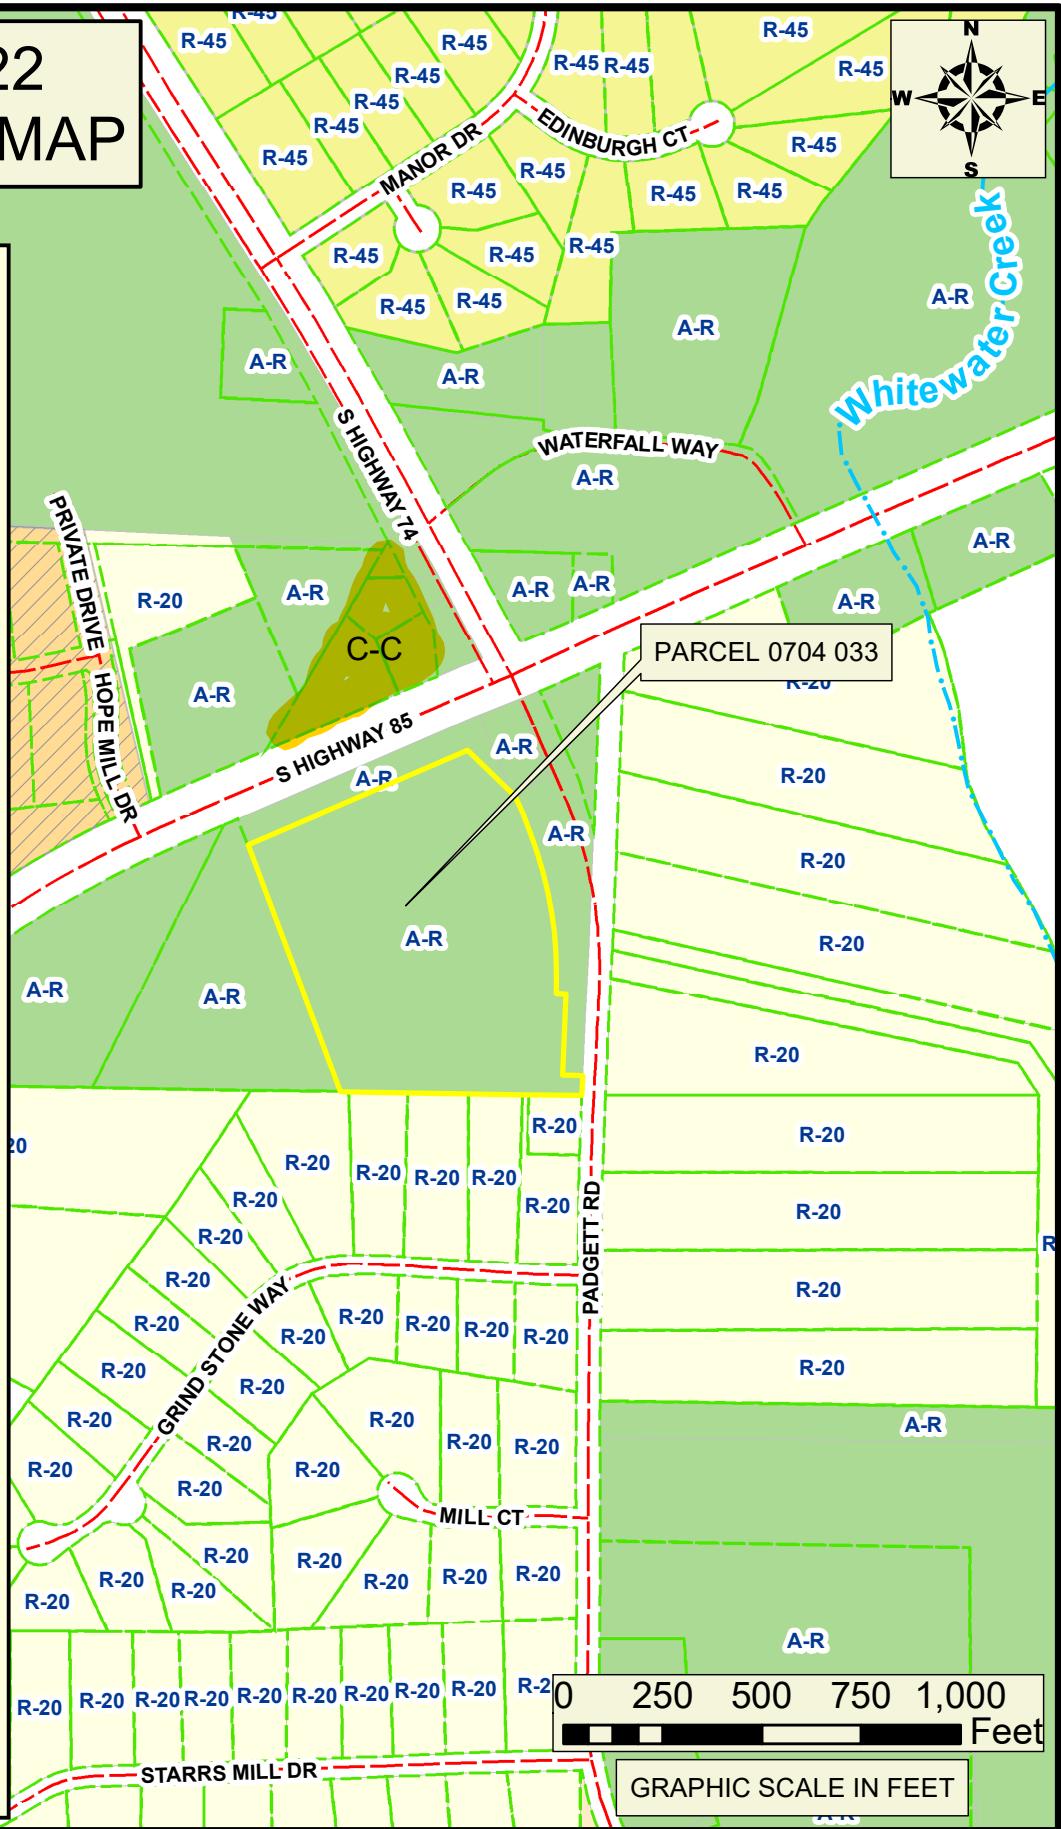 22
MAP
N
W E
S
R-45
R-45
R-45
R-45
R-45 R-45
R-45
R-45
R-45
R-45
R-45
MANOR DR
EDINBURGH CT
R-45
R-45
R-45
R-45
R-45
R-45
R-45
R-45
R-45
R-45
R-45
Whitewater Creek
A-R
A-R
A-R
A-R
S HIGHWAY 74
WATERFALL WAY
A-R
PRIVATE DRIVE
R-20
A-R
A-R
A-R
A-R
A-R
C-C
PARCEL 0704 033
R-20
HOPE MILL DR
A-R
S HIGHWAY 85
A-R
A-R
R-20
A-R
R-20
A-R
R-20
A-R
A-R
R-20
20
R-20
R-20
R-20
R-20
R-20
R-20
R-20
R-20
R-20
R-20
R-20
R
R-20
PADGETT RD
GRIND STONE WAY
R-20
R-20
R-20
R-20
R-20
R-20
R-20
R-20
R-20
R-20
R-20
R-20
R-20
A-R
R-20
R-20
R-20
R-20
R-20
R-20
MILL CT
R-20
R-20
R-20
R-20
R-20
R-20
R-20
R-20
A-R
R-20
R-20
R-20
R-20
R-20
R-20
R-20
R-20
R-20
R-2
0 250 500 750 1,000
Feet
STARRS MILL DR
GRAPHIC SCALE IN FEET
A-R